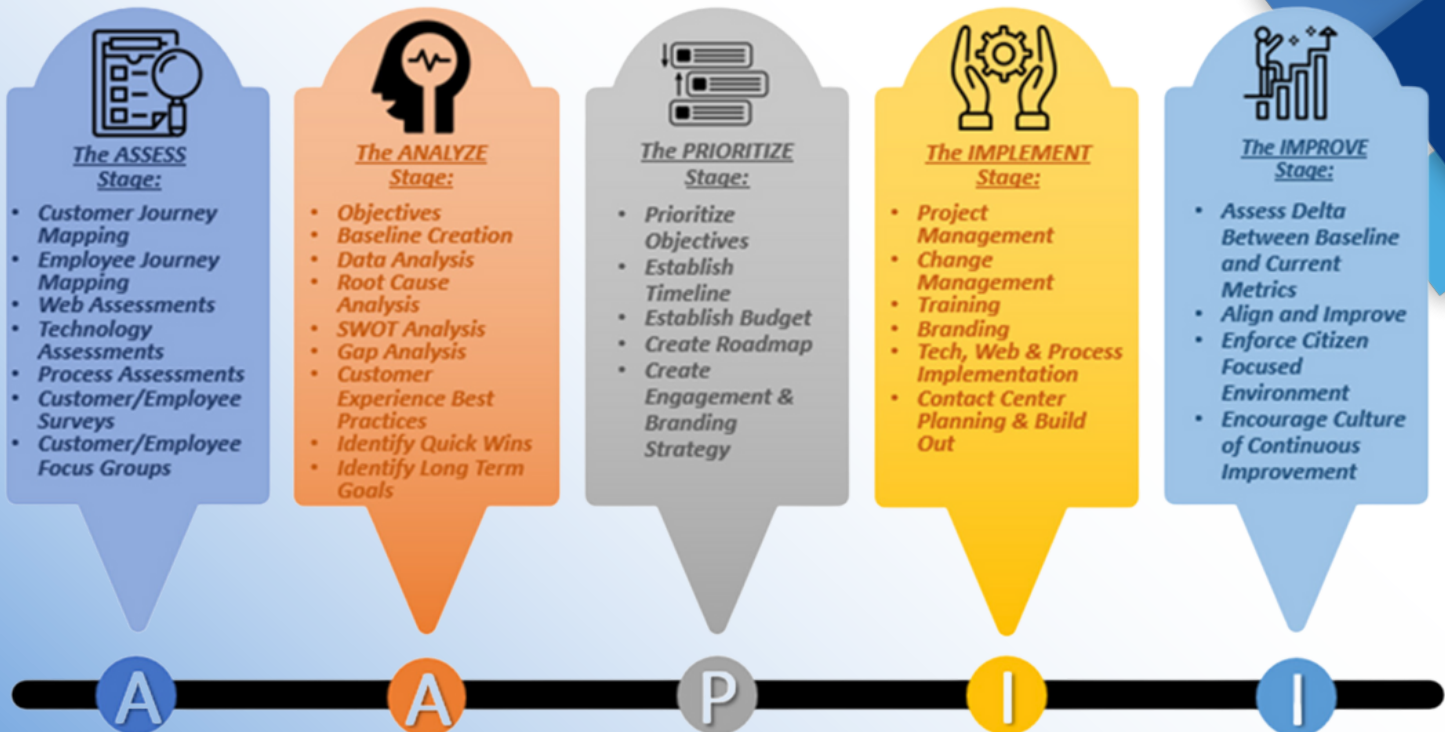 The ASSESS
Stage:
• Customer Journey
Mapping
• Employee Journey
Mapping
• Web Assessments
• Technology
Assessments
• Process Assessments
• Customer/Employee
Surveys
• Customer/Employee
Focus Groups
The ANALYZE
Stage:
• Objectives
• Baseline Creation
• Data Analysis
• Root Cause
Analysis
• SWOT Analysis
• Gap Analysis
• Customer
Experience Best
Practices
• Identify Quick Wins
• Identify Long Term
Goals
The PRIORITIZE
Stage:
• Prioritize
Objectives
• Establish
Timeline
• Establish Budget
• Create Roadmap
• Create
Engagement &
Branding
Strategy
The IMPLEMENT
Stage:
• Project
Management
• Change
Management
• Training
• Branding
• Tech, Web & Process
Implementation
• Contact Center
Planning & Build
Out
The IMPROVE
Stage:
• Assess Delta
Between Baseline
and Current
Metrics
• Align and Improve
• Enforce Citizen
Focused
Environment
• Encourage Culture
of Continuous
Improvement
A A P I I